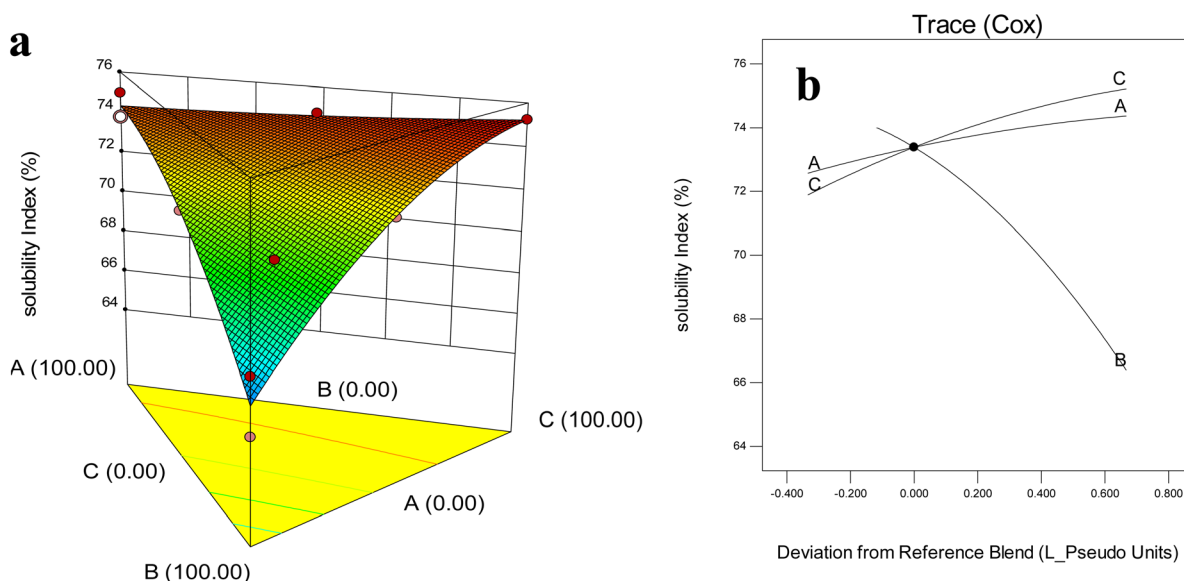 a
76
74
72
70
68
66
64
solubility Index (%)
A (100.00)
B (0.00)
C (100.00)
C (0.00)
A (0.00)
B (100.00)
Trace (Cox)
b
76
74
72
70
68
66
64
solubility Index (%)
C
A
A
C
B
-0.400 -0.200 0.000 0.200 0.400 0.600 0.800
Deviation from Reference Blend (L_Pseudo Units)